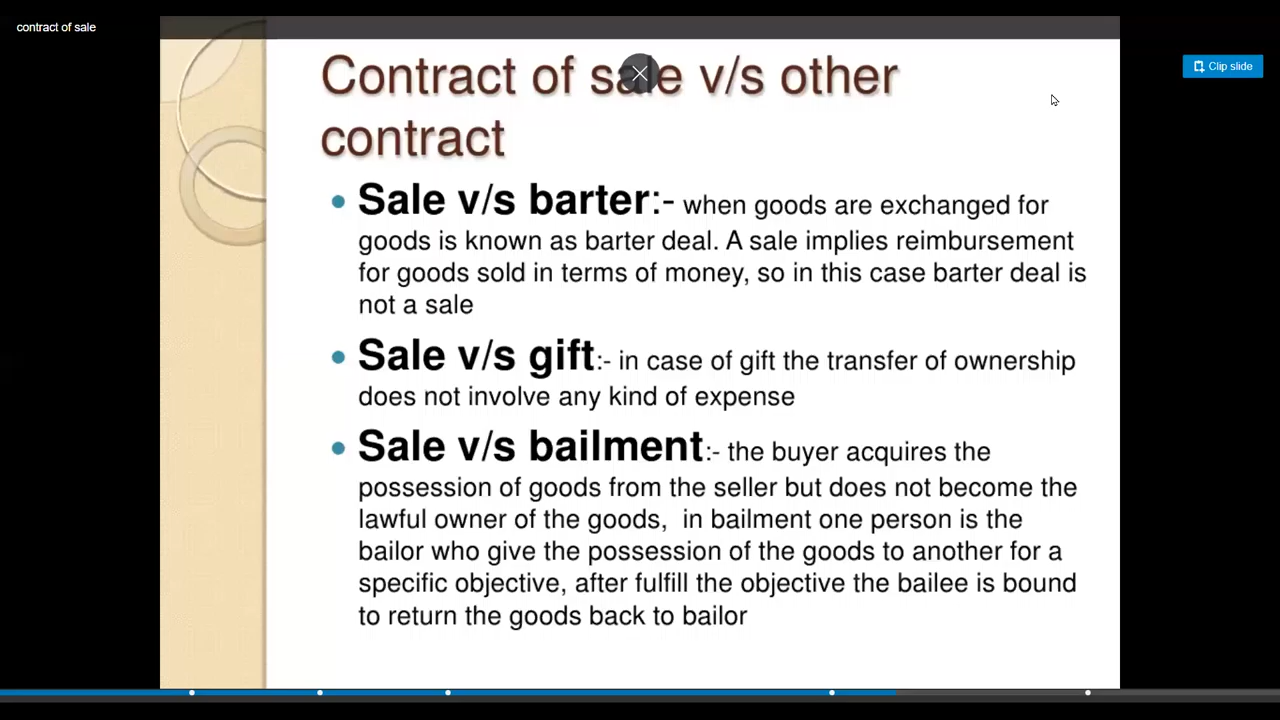 contract of sale
Clip slide
Contract of sale v/s other
contract
Sale v/s barter:- when goods are exchanged for
goods is known as barter deal. A sale implies reimbursement
for goods sold in terms of money, so in this case barter deal is
not a sale
Sale v/s gift:- in case of gift the transfer of ownership
does not involve any kind of expense
Sale v/s bailment:- the buyer acquires the
possession of goods from the seller but does not become the
lawful owner of the goods,  in bailment one person is the
bailor who give the possession of the goods to another for a
specific objective, after fulfill the objective the bailee is bound
to return the goods back to bailor